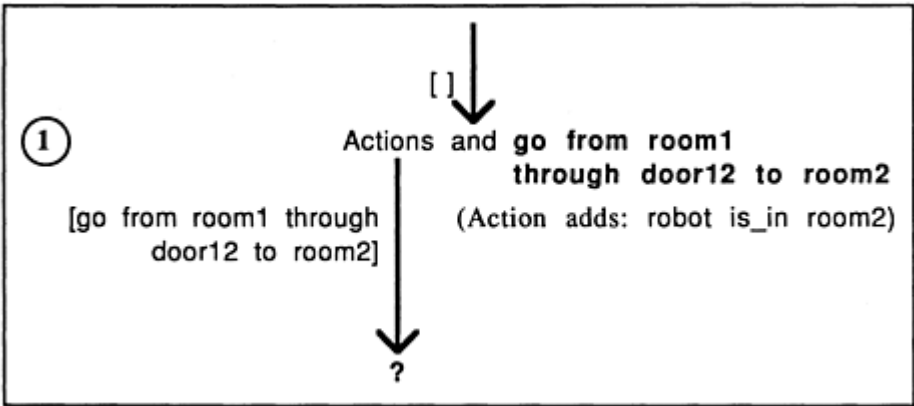 [ ]
1
Actions and go from room1
through door12 to room2
[go from room1 through
door12 to room2]
(Action adds: robot is_in room2)
?